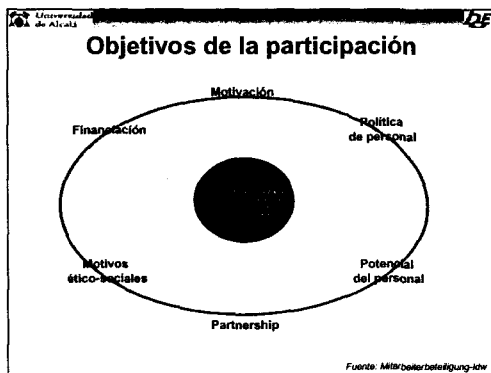 Universidad
de Alcalá
IDE
Objetivos de la participación
Motivación
Financiación
Política
de personal
Motivos
ético-sociales
Potencial
del personal
Partnership
Fuente: Mitarbeiterbeteiligung-idw